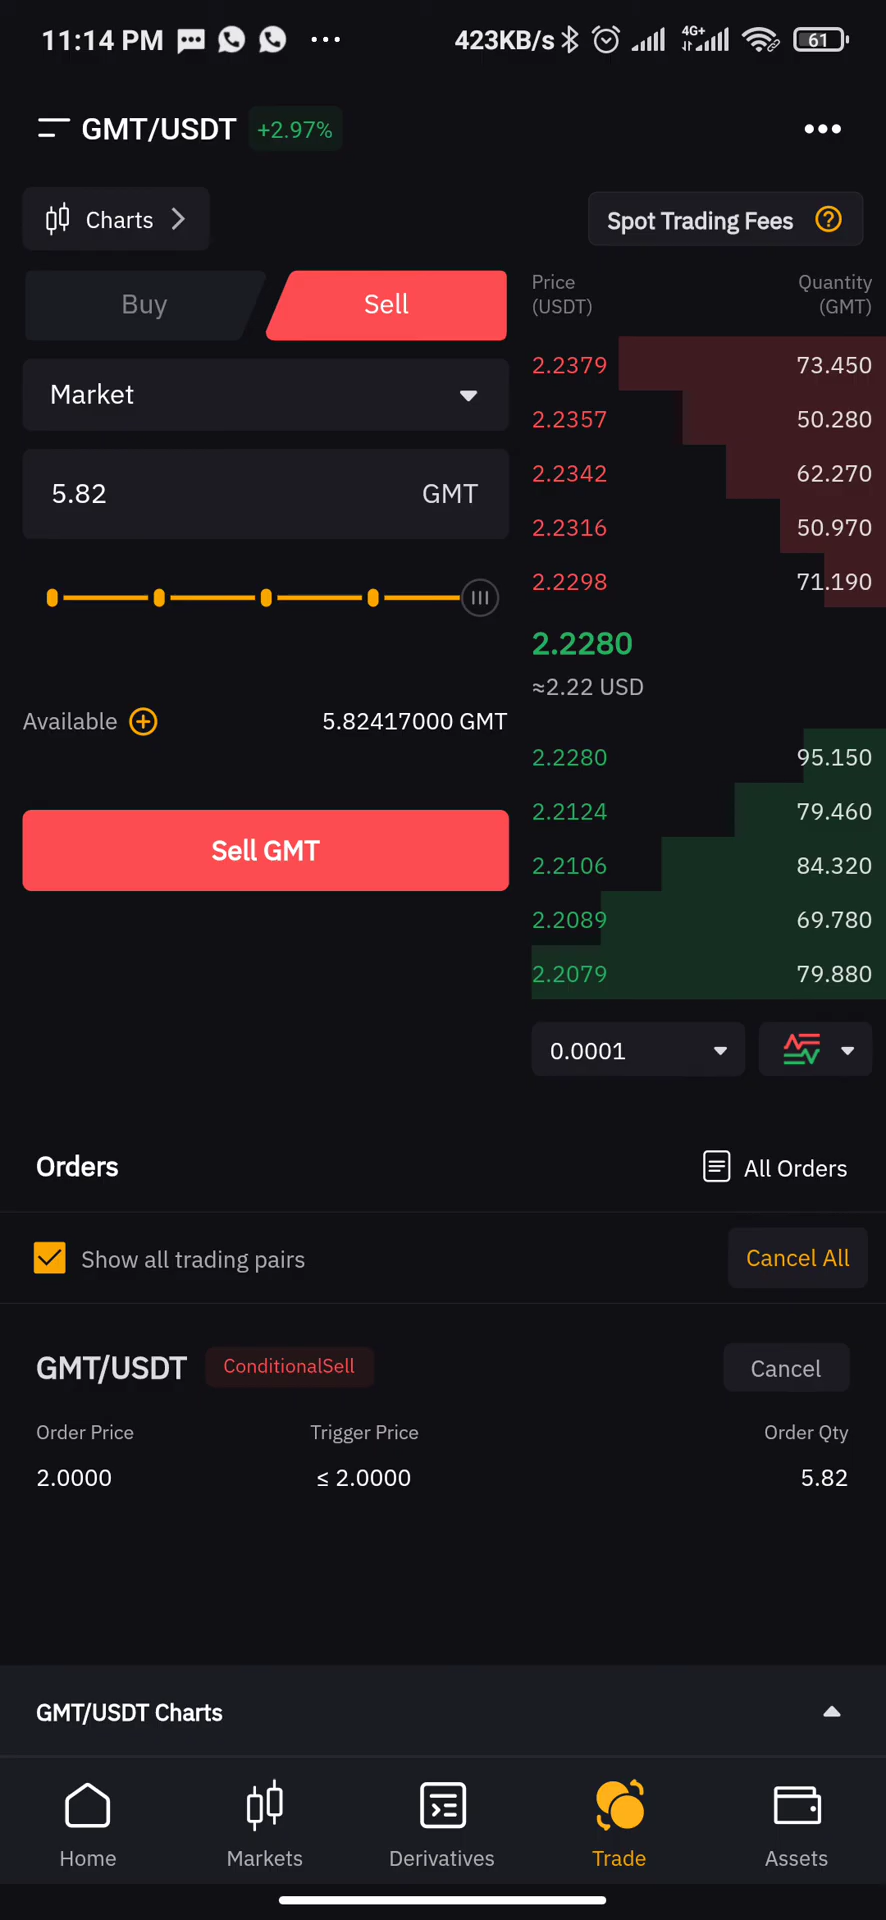 11:14 PM 423KB/s 4G+ 61
GMT/USDT +2.97%
Charts
Spot Trading Fees ?
Buy Sell
Price Quantity
(USDT) (GMT)
Market
5.82 GMT
2.2379 73.450
2.2357 50.280
2.2342 62.270
2.2316 50.970
2.2298 71.190
2.2280
≈2.22 USD
Available 5.82417000 GMT
Sell GMT
2.2280 95.150
2.2124 79.460
2.2106 84.320
2.2089 69.780
2.2079 79.880
0.0001
Orders All Orders
Show all trading pairs Cancel All
GMT/USDT ConditionalSell Cancel
Order Price Trigger Price Order Qty
2.0000 ≤ 2.0000 5.82
GMT/USDT Charts
Home Markets Derivatives Trade Assets